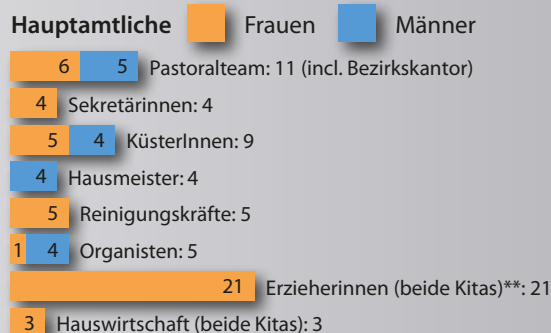 Hauptamtliche Frauen Männer
6 5 Pastoralteam: 11 (incl. Bezirkskantor)
4 Sekretärinnen: 4
5 4 KüsterInnen: 9
4 Hausmeister: 4
5 Reinigungskräfte: 5
1 4 Organisten: 5
21 Erzieherinnen (beide Kitas)**: 21
3 Hauswirtschaft (beide Kitas): 3